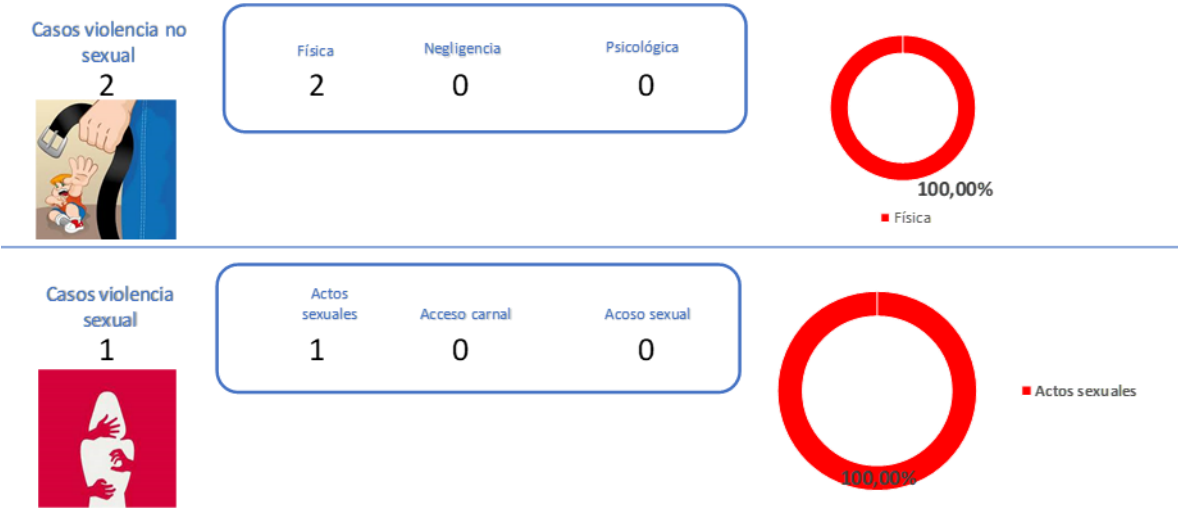 Casos violencia no
sexual
2
Física
Negligencia
Psicológica
2
0
0
100,00%
Física
Casos violencia
sexual
1
Actos
sexuales
Acceso carnal
Acoso sexual
1
0
0
100,00%
Actos sexuales